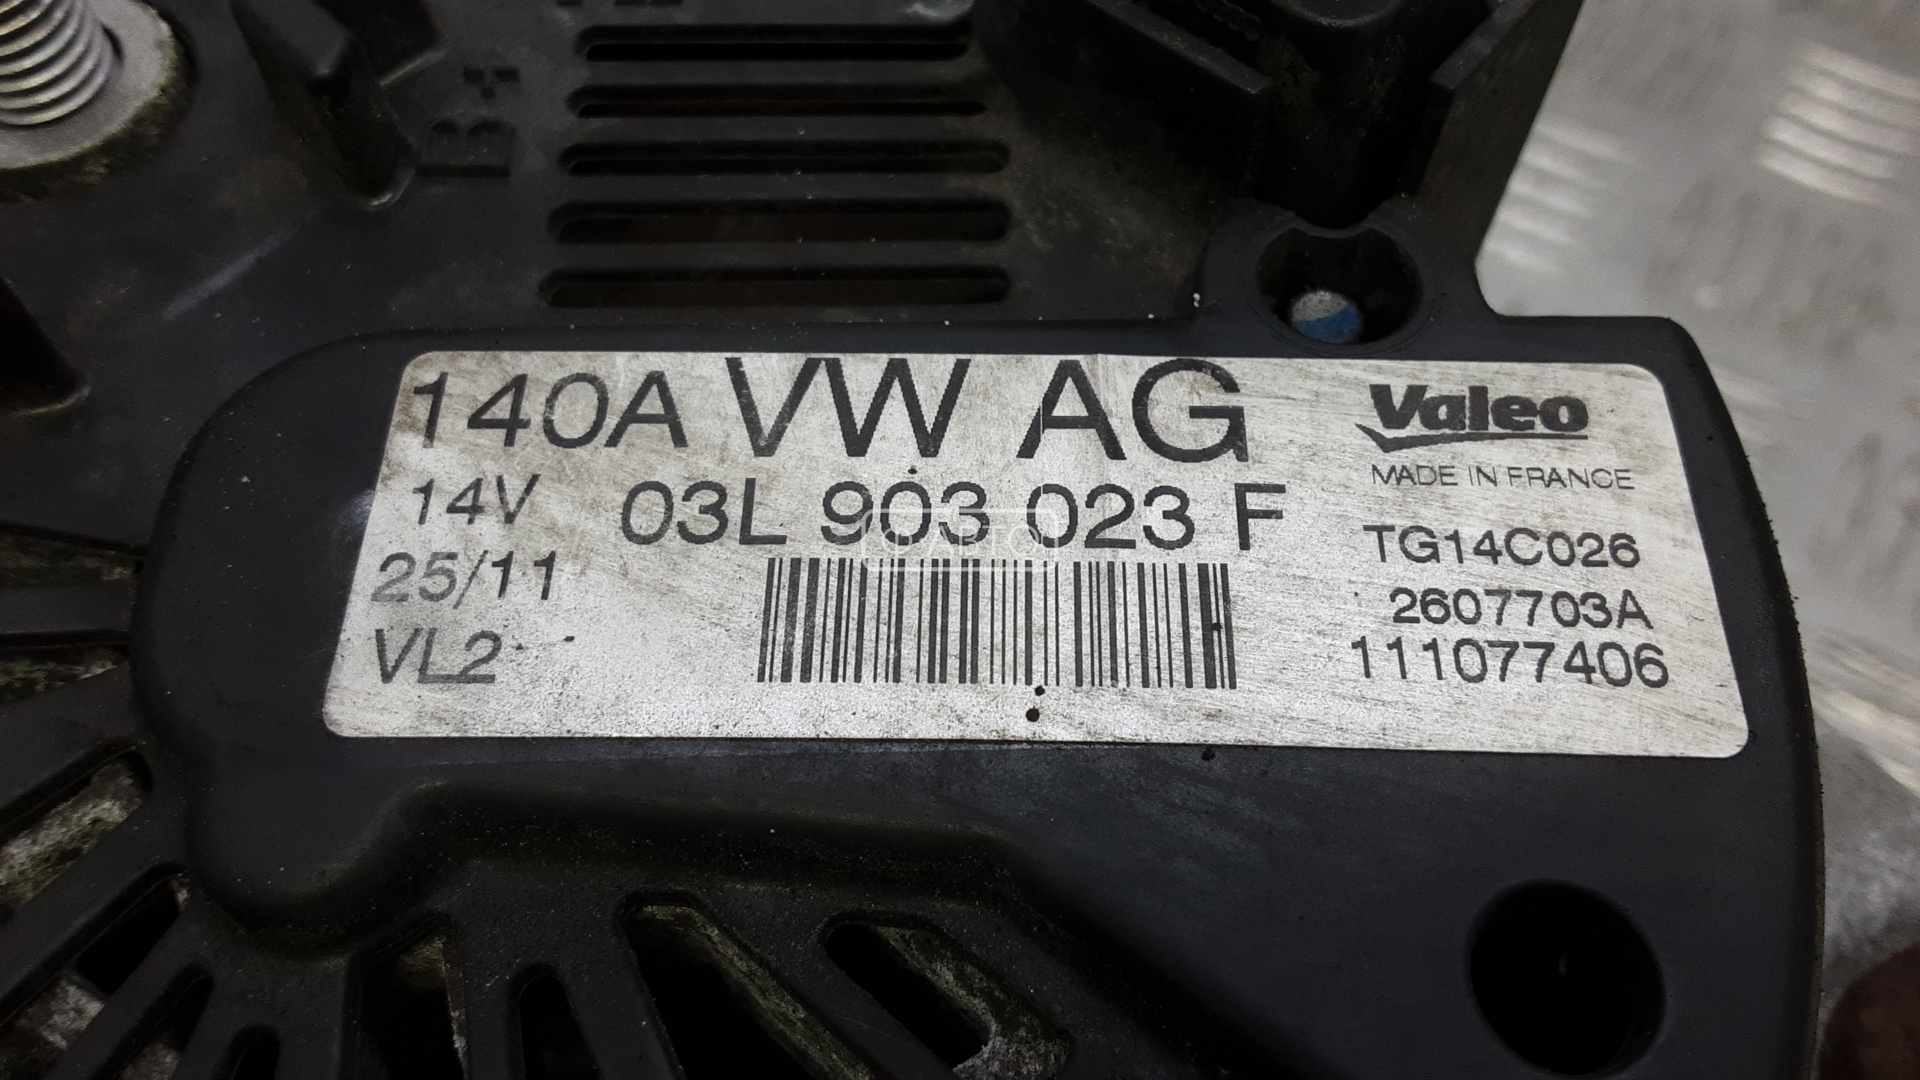 B+
140A VW AG
14V 03L 903 023 F
25/11
VL2
Valeo
MADE IN FRANCE
TG14C026
2607703A
111077406